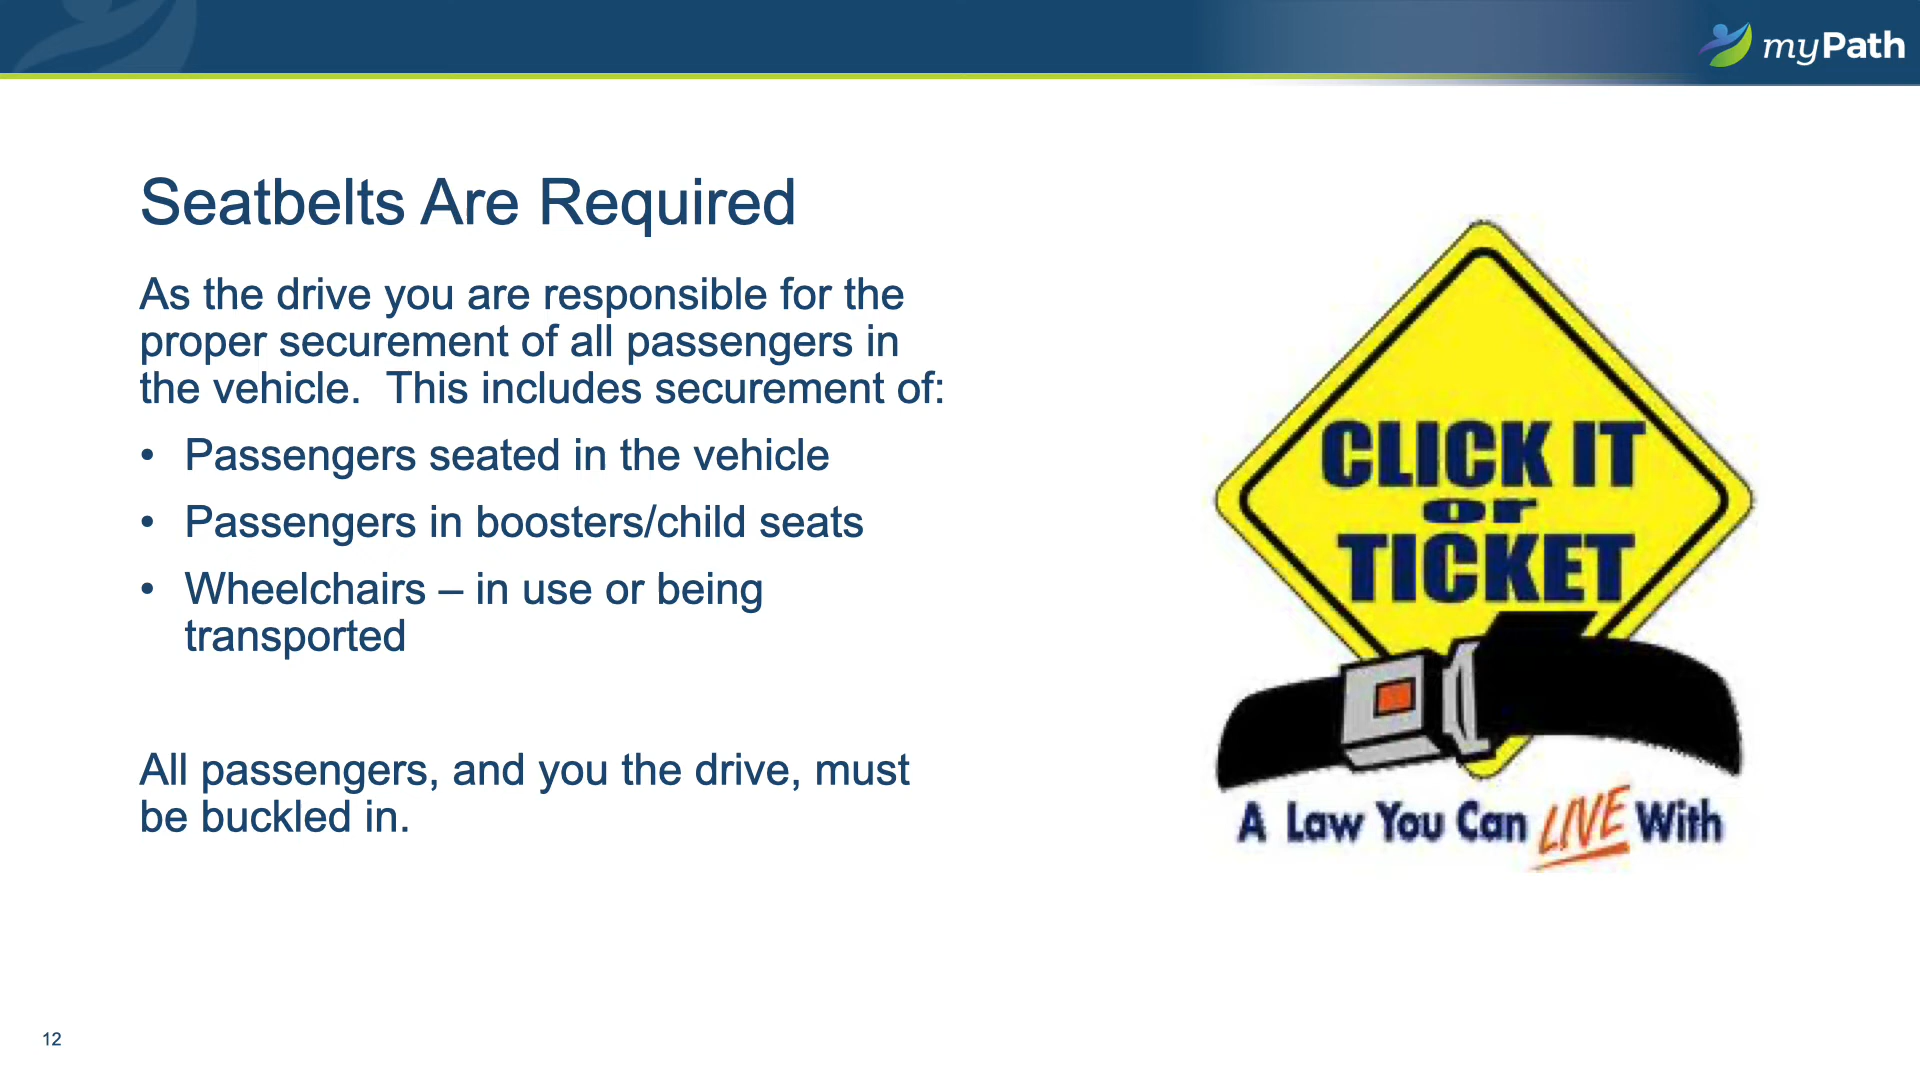 myPath
Seatbelts Are Required
As the drive you are responsible for the
proper securement of all passengers in
the vehicle.  This includes securement of:
• Passengers seated in the vehicle
• Passengers in boosters/child seats
• Wheelchairs – in use or being
transported
All passengers, and you the drive, must
be buckled in.
CLICK IT
or
TICKET
A Law You Can LIVE With
12